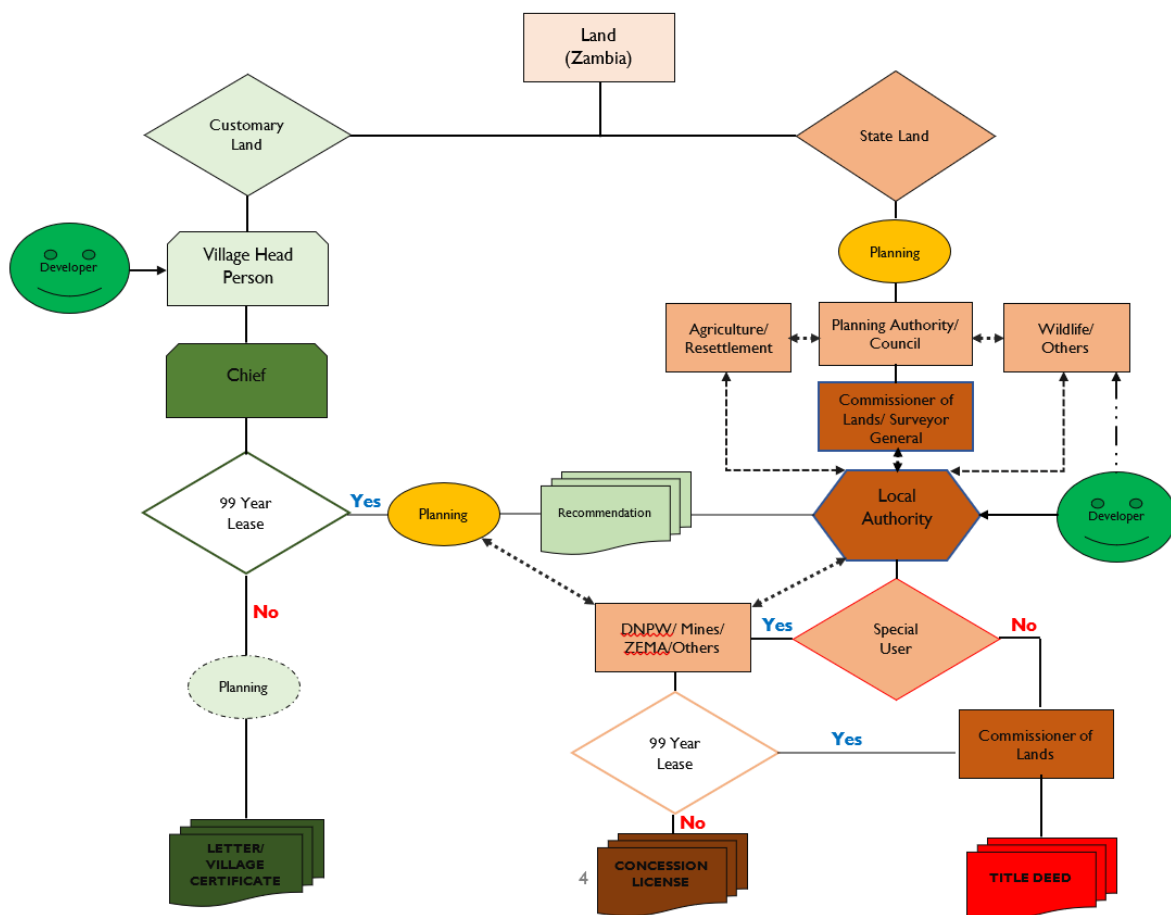 Land
(Zambia)
Customary
Land
State Land
Developer
Village Head
Person
Planning
Agriculture/
Resettlement
Planning Authority/
Council
Wildlife/
Others
Chief
Commissioner of
Lands/ Surveyor
General
99 Year
Lease
Yes
Planning
Recommendation
Local
Authority
Developer
No
DNPW/ Mines/
ZEMA/Others
Yes
Special
User
No
Planning
99 Year
Lease
Yes
Commissioner of
Lands
No
LETTER/
VILLAGE
CERTIFICATE
4
CONCESSION
LICENSE
TITLE DEED